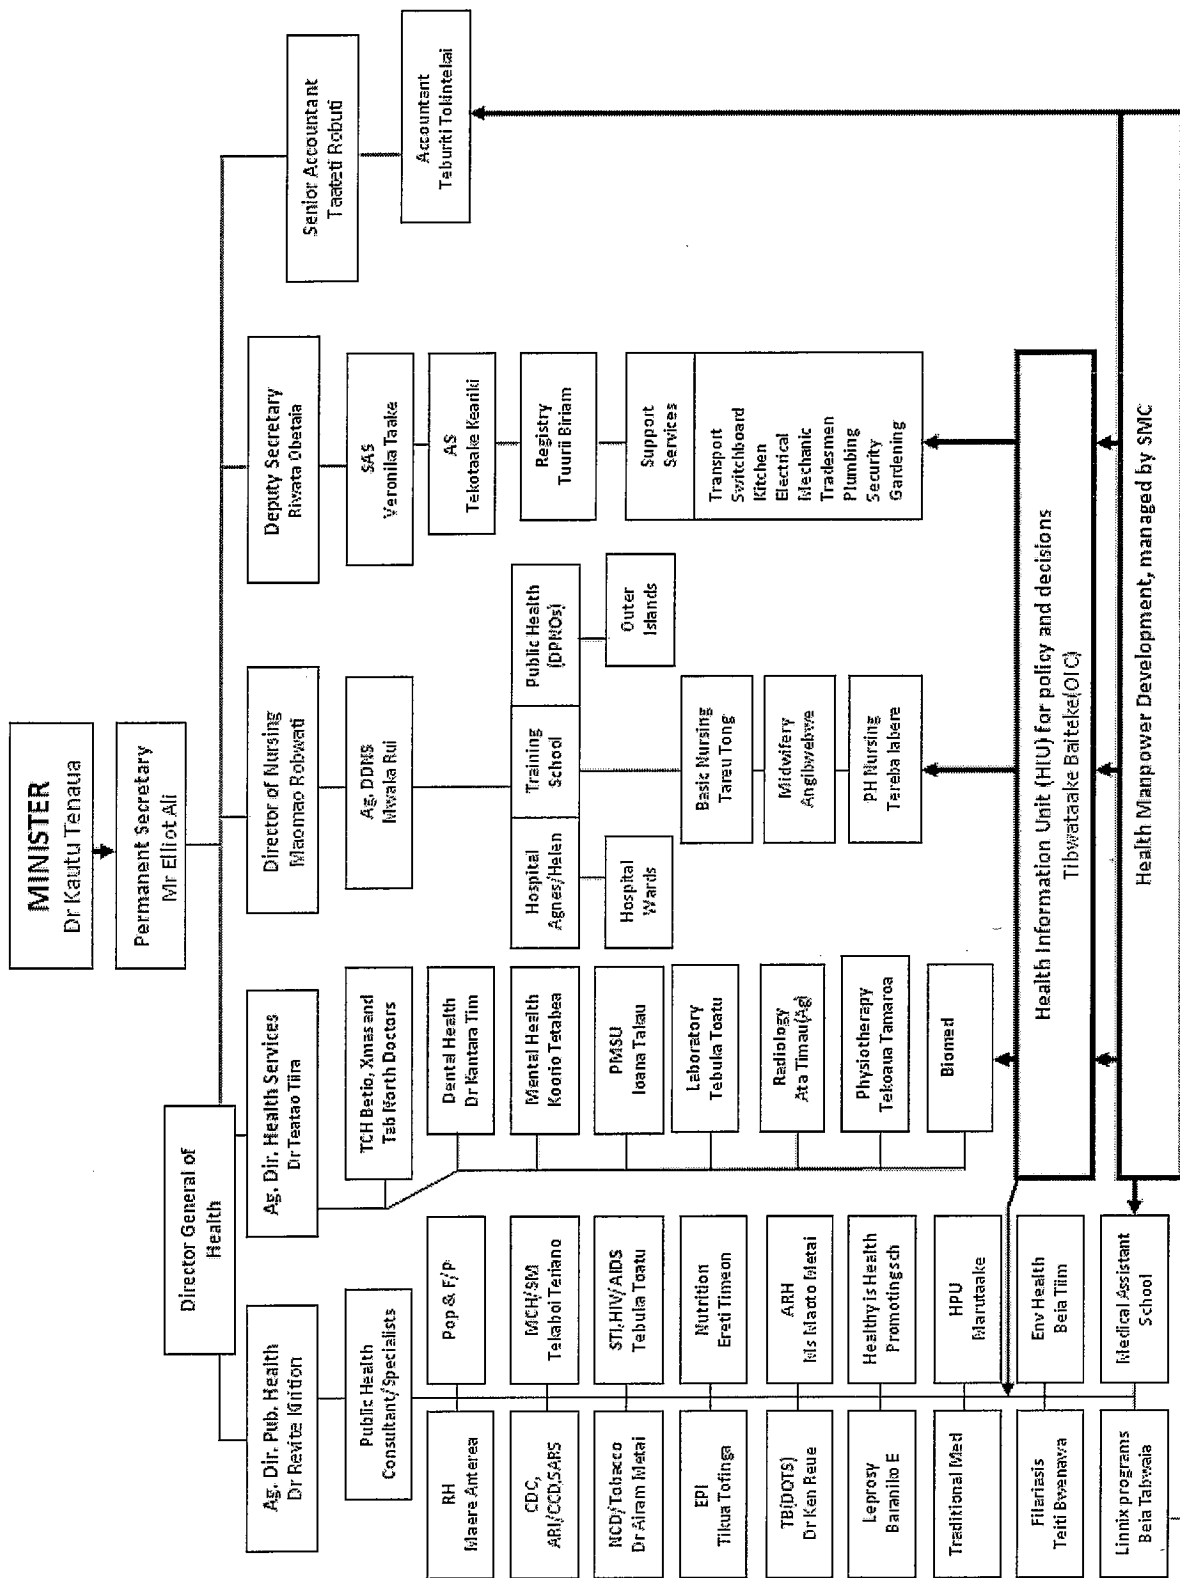 MINISTER
Dr Kautu Tenaua
Permanent Secretary
Mr Elliot Ali
Director General of
Health
Ag. Dir. Pub. Health
Dr Revite Kirition
Public Health
Consultant/Specialists
RH
Maere Anterea
Pop & F/P
CDC,
ARI/CCD,SARS
MCH/SM
Tekaboi Teriano
NCD/Tobacco
Dr Airam Metai
STI,HIV/AIDS
Tebuka Toatu
EPI
Tikua Tofinga
Nutrition
Ereti Timeon
TB(DOTS)
Dr Ken Reue
ARH
Ms Maoto Metai
Leprosy
Baraniko E
Healthy is Health
Promotingsch
Traditional Med
HPU
Marutaake
Filariasis
Teiti Bwenawa
Env Health
Beia Tiim
Linnix programs
Beia Tabwaia
Medical Assistant
School
Ag. Dir. Health Services
Dr Teatao Tiira
TCH Betio, Xmas and
Tab North Doctors
Dental Health
Dr Kantara Tim
Mental Health
Koorio Tetabea
PMSU
Ioana Takau
Laboratory
Tebuka Toatu
Radiology
Ata Timau(Ag)
Physiotherapy
Tekoaua Tamaroa
Biomed
Director of Nursing
Maomao Robwati
Ag. DDNS
Mwaka Rui
Hospital
Agnes/Helen
Training
School
Public Health
(DPNOs)
Hospital
Wards
Outer
Islands
Basic Nursing
Tareu Tong
Midwifery
Angibwebwe
PH Nursing
Tereba Iabere
Deputy Secretary
Riwata Obetaia
SAS
Veronika Taake
AS
Tekotaake Keariki
Registry
Tuurii Biriam
Support
Services
Transport
Switchboard
Kitchen
Electrical
Mechanic
Tradesmen
Plumbing
Security
Gardening
Senior Accountant
Taateti Robuti
Accountant
Teburiti Tokintekai
Health Information Unit (HIU) for policy and decisions
Tibwataake Baiteke(OIC)
Health Manpower Development, managed by SMC